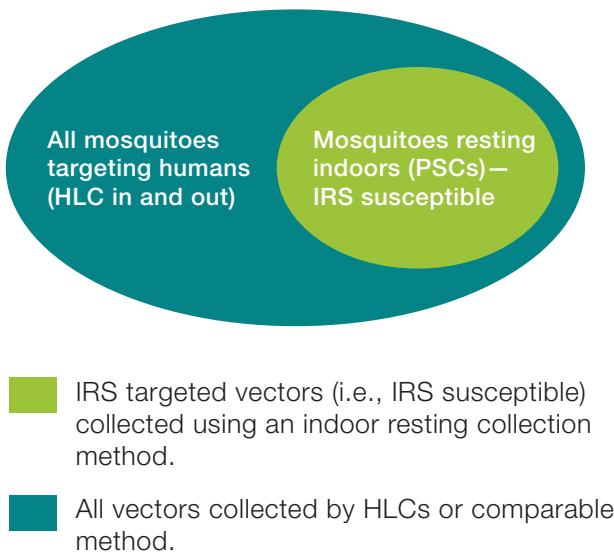 All mosquitoes
targeting humans
(HLC in and out)
Mosquitoes resting
indoors (PSCs)—
IRS susceptible
IRS targeted vectors (i.e., IRS susceptible)
collected using an indoor resting collection
method.
All vectors collected by HLCs or comparable
method.